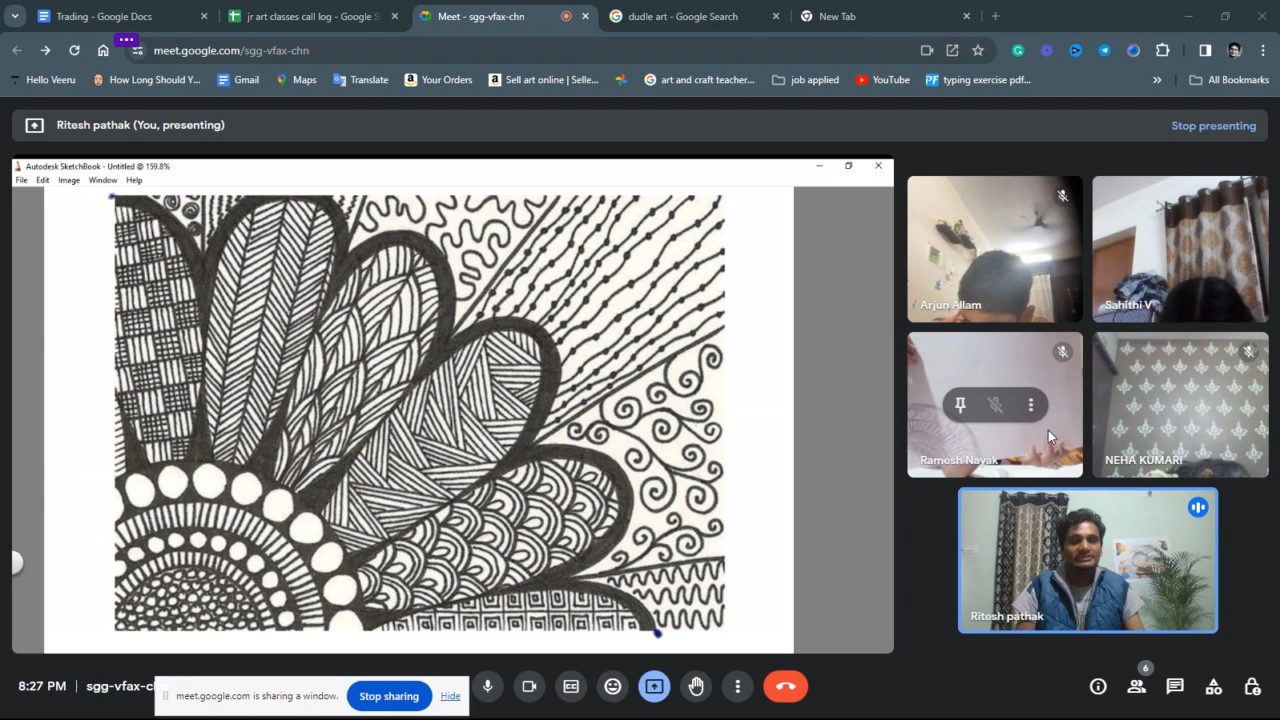 Trading - Google Docs
jr art classes call log - Google S
Meet - sgg-vfax-chn
dudle art - Google Search
New Tab
meet.google.com/sgg-vfax-chn
Hello Veeru
How Long Should Y...
Gmail
Maps
Translate
Your Orders
Sell art online | Selle...
art and craft teacher...
job applied
YouTube
typing exercise pdf...
All Bookmarks
Ritesh pathak (You, presenting)
Stop presenting
Autodesk SketchBook - Untitled @ 159.8%
File Edit Image Window Help
Arjun Allam
Sahithi V
Ramesh Nayak
NEHA KUMARI
Ritesh pathak
8:27 PM | sgg-vfax-c
meet.google.com is sharing a window.
Stop sharing
Hide
6